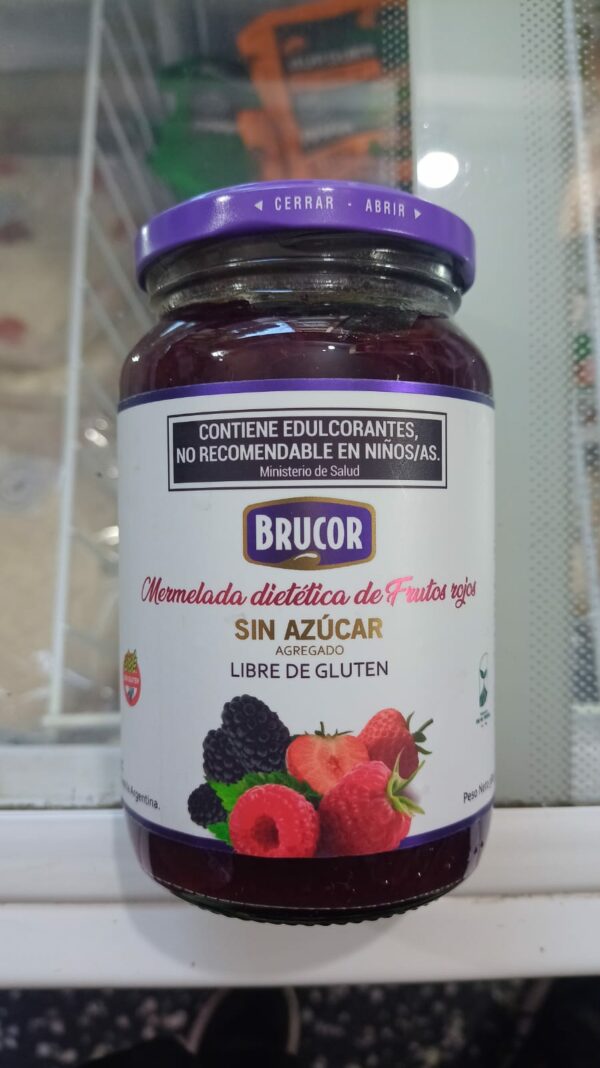 ◄ CERRAR - ABRIR ►
CONTIENE EDULCORANTES,
NO RECOMENDABLE EN NIÑOS/AS.
Ministerio de Salud
BRUCOR
Mermelada dietética de Frutos rojos
SIN AZÚCAR
AGREGADO
LIBRE DE GLUTEN
Argentina.
Peso